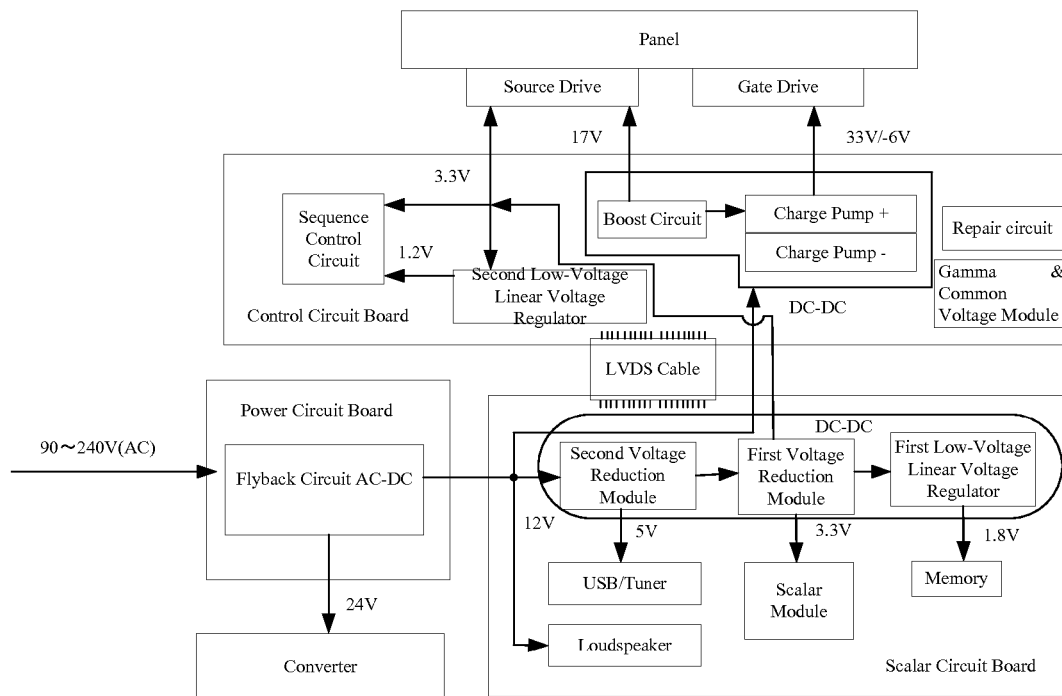 Panel
Source Drive
Gate Drive
17V
33V/-6V
3.3V
Sequence
Control
Circuit
Boost Circuit
Charge Pump +
Charge Pump -
Repair circuit
1.2V
Second Low-Voltage
Linear Voltage
Regulator
Gamma &
Common
Voltage Module
Control Circuit Board
DC-DC
LVDS Cable
Power Circuit Board
90～240V(AC)
Flyback Circuit AC-DC
DC-DC
Second Voltage
Reduction
Module
First Voltage
Reduction
Module
First Low-Voltage
Linear Voltage
Regulator
12V
5V
3.3V
1.8V
USB/Tuner
Scalar
Module
Memory
24V
Loudspeaker
Converter
Scalar Circuit Board